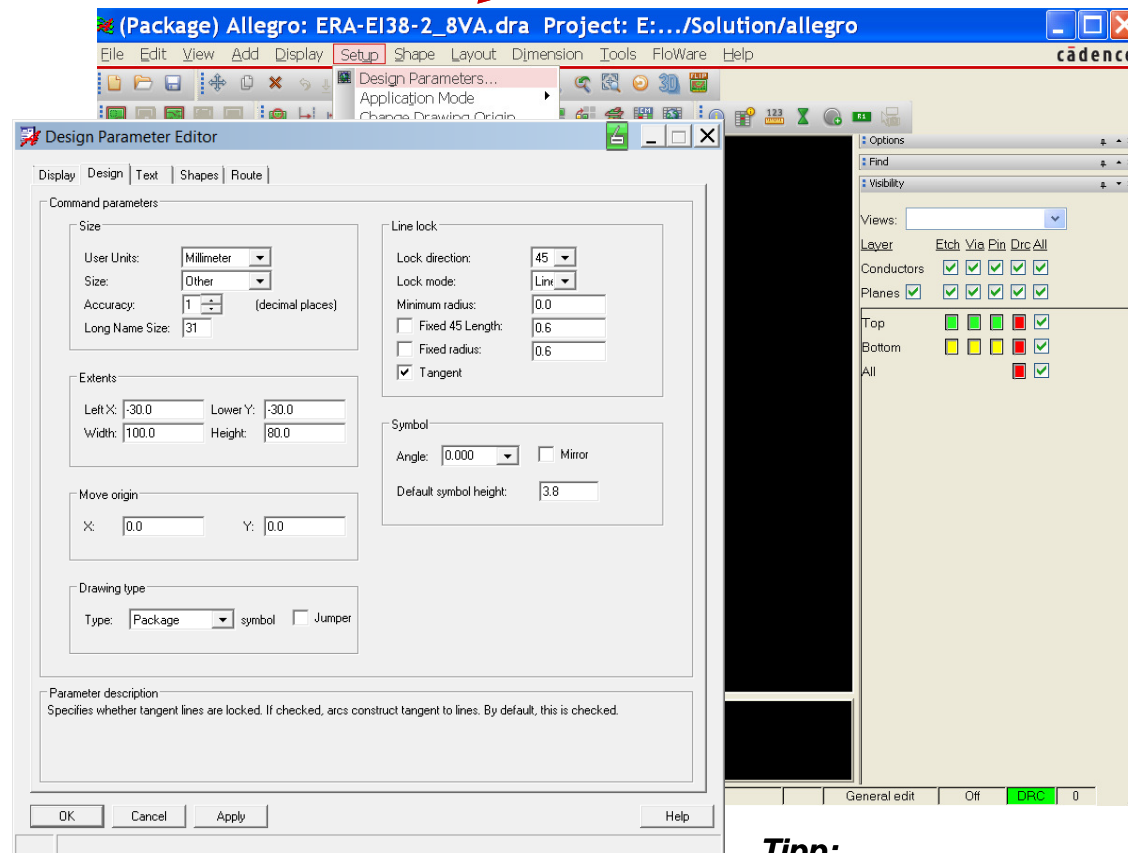 (Package) Allegro: ERA-EI38-2_8VA.dra Project: E:.../Solution/allegro
File Edit View Add Display Setup Shape Layout Dimension Tools FloWare Help
cādence
Design Parameters...
Application Mode
Change Drawing Origin
3D
123
R1
Design Parameter Editor
Display Design Text Shapes Route
Command parameters
Size
User Units: Millimeter
Size: Other
Accuracy: 1 (decimal places)
Long Name Size: 31
Extents
Left X: -30.0 Lower Y: -30.0
Width: 100.0 Height: 80.0
Move origin
X: 0.0 Y: 0.0
Drawing type
Type: Package symbol Jumper
Line lock
Lock direction: 45
Lock mode: Line
Minimum radius: 0.0
Fixed 45 Length: 0.6
Fixed radius: 0.6
Tangent
Symbol
Angle: 0.000 Mirror
Default symbol height: 3.8
Parameter description
Specifies whether tangent lines are locked. If checked, arcs construct tangent to lines. By default, this is checked.
OK Cancel Apply Help
Options
Find
Visibility
Views:
Layer Etch Via Pin Drc All
Conductors
Planes
Top
Bottom
All
General edit Off DRC 0
Tipp: